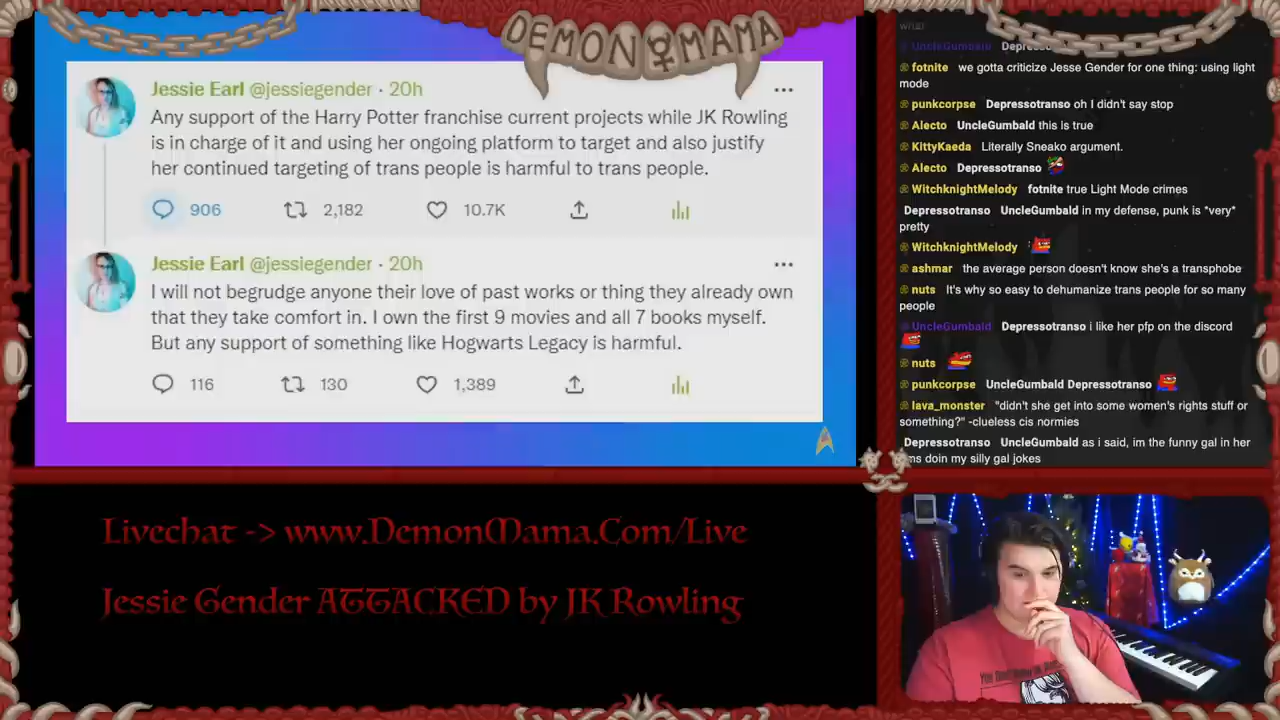 DEMON MAMA
Jessie Earl @jessiegender · 20h
Any support of the Harry Potter franchise current projects while JK Rowling
is in charge of it and using her ongoing platform to target and also justify
her continued targeting of trans people is harmful to trans people.
906 2,182 10.7K
Jessie Earl @jessiegender · 20h
I will not begrudge anyone their love of past works or thing they already own
that they take comfort in. I own the first 9 movies and all 7 books myself.
But any support of something like Hogwarts Legacy is harmful.
116 130 1,389
Livechat -> www.DemonMama.Com/Live
Jessie Gender ATTACKED by JK Rowling
UncleGumbald
fotnite we gotta criticize Jesse Gender for one thing: using light
mode
punkcorpse Depressotranso oh I didn't say stop
Alecto UncleGumbald this is true
KittyKaeda Literally Sneako argument.
Alecto Depressotranso
WitchknightMelody fotnite true Light Mode crimes
Depressotranso UncleGumbald in my defense, punk is *very*
pretty
WitchknightMelody
ashmar the average person doesn't know she's a transphobe
nuts It's why so easy to dehumanize trans people for so many
people
UncleGumbald Depressotranso i like her pfp on the discord
nuts
punkcorpse UncleGumbald Depressotranso
lava_monster "didn't she get into some women's rights stuff or
something?" -clueless cis normies
Depressotranso UncleGumbald as i said, im the funny gal in her
doin my silly gal jokes